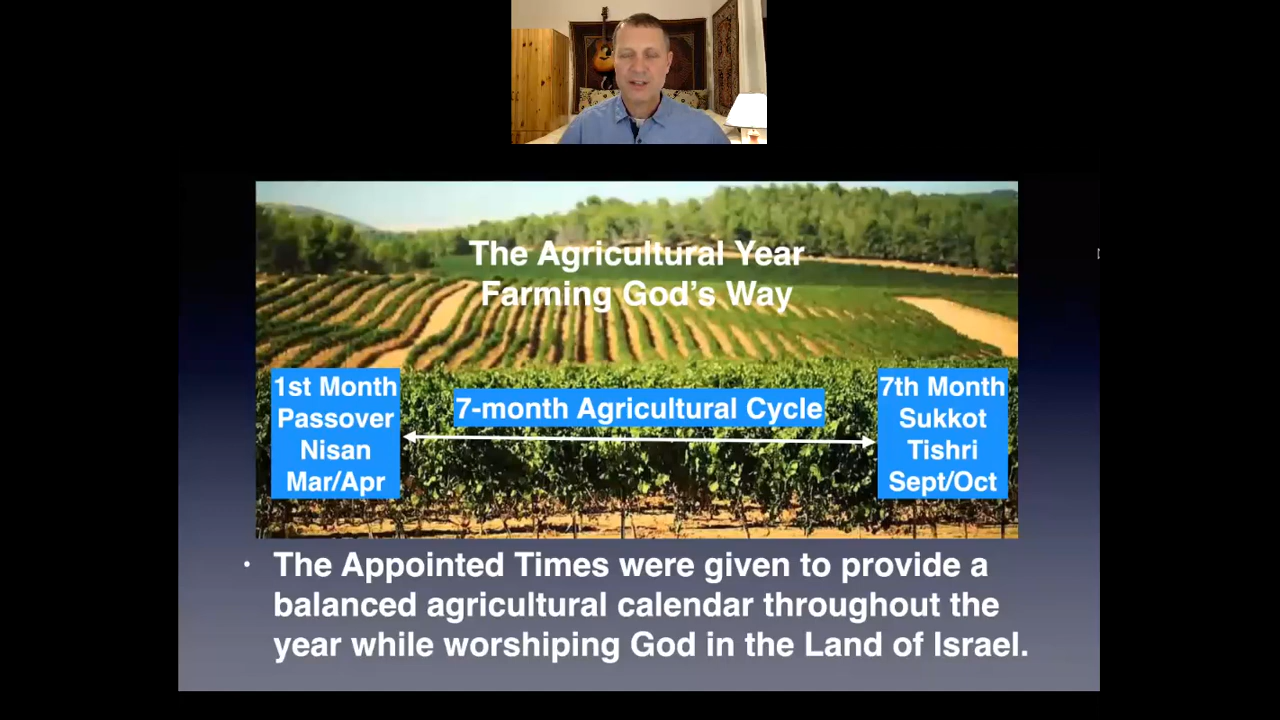 The Agricultural Year
Farming God's Way
1st Month
Passover
Nisan
Mar/Apr
7-month Agricultural Cycle
7th Month
Sukkot
Tishri
Sept/Oct
• The Appointed Times were given to provide a
balanced agricultural calendar throughout the
year while worshiping God in the Land of Israel.